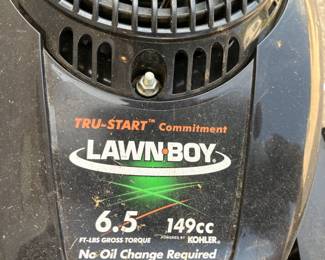 TRU-START™ Commitment
LAWN-BOY®
6.5 149cc
FT-LBS GROSS TORQUE POWERED BY KOHLER®
No Oil Change Required